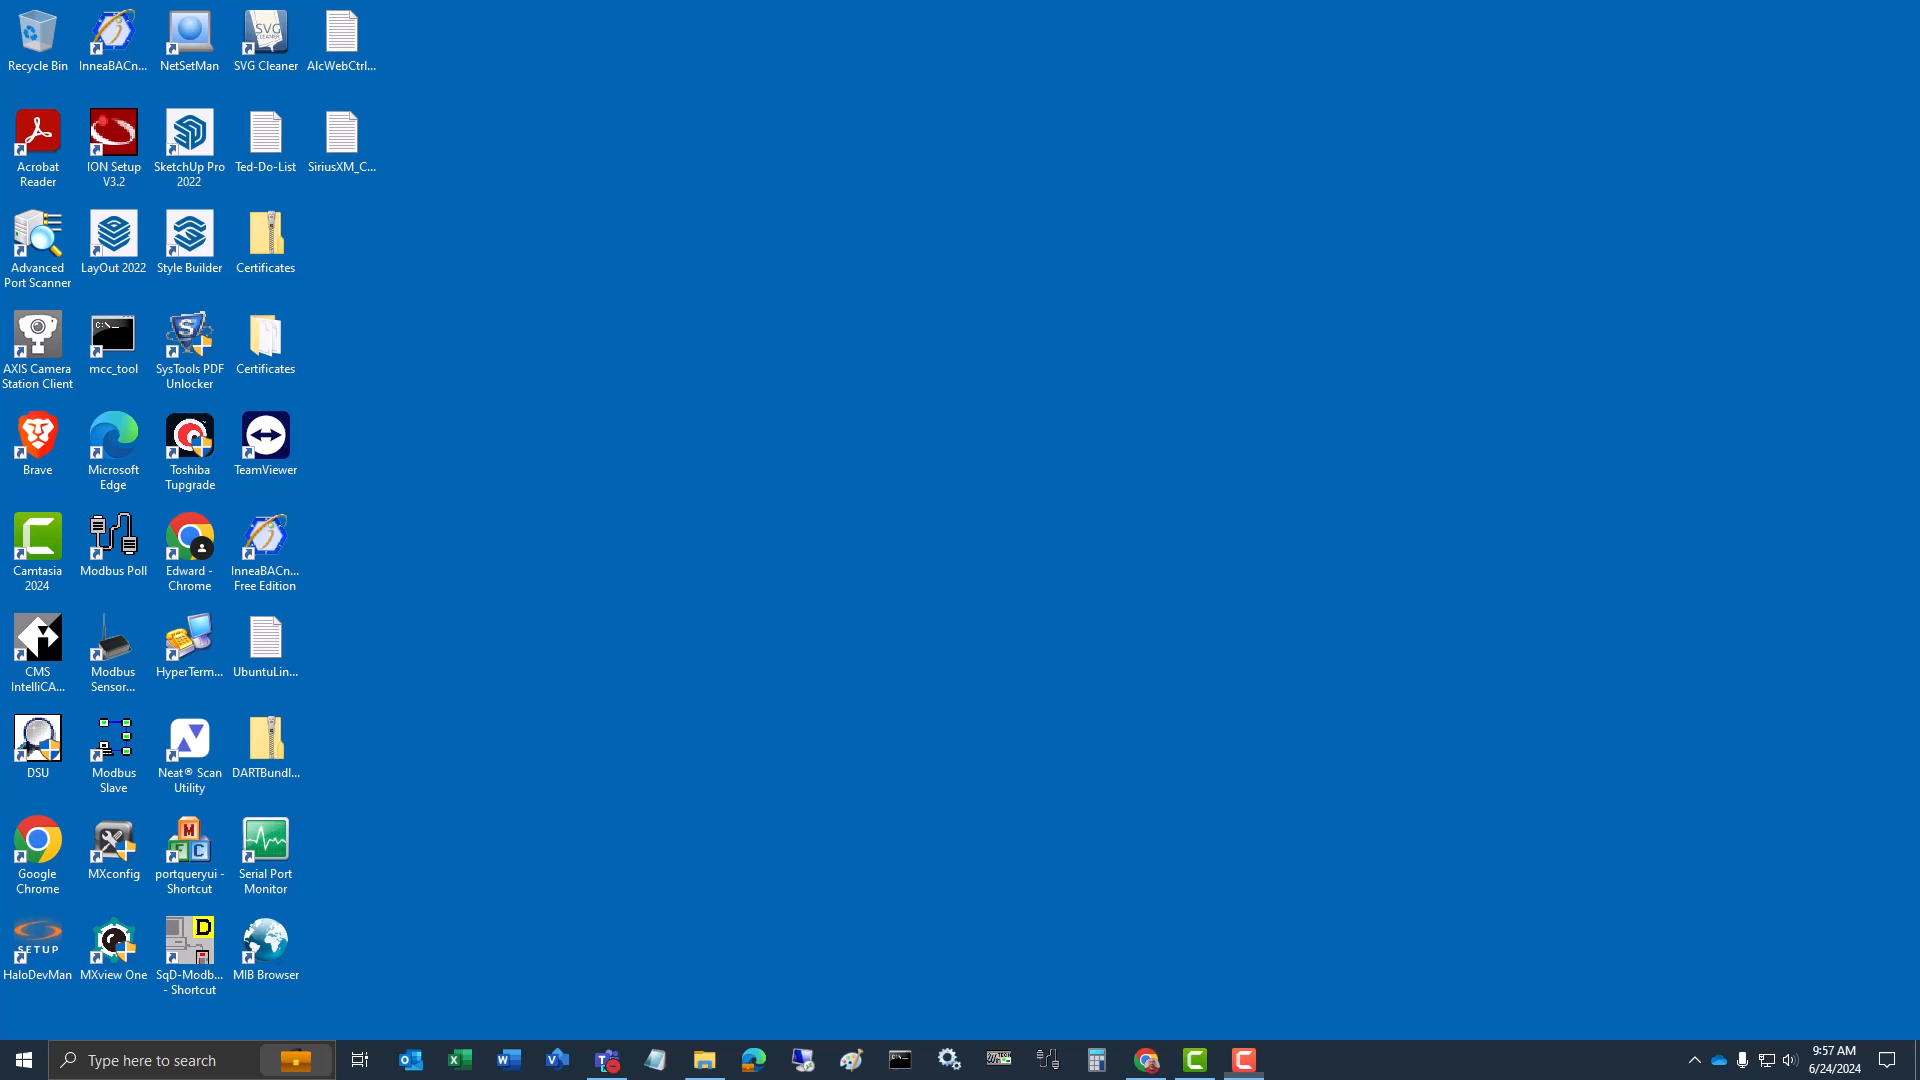 Recycle Bin
InneaBACn...
NetSetMan
SVG
CLEANER
SVG Cleaner
AlcWebCtrl...
Acrobat
Reader
ION Setup
V3.2
SketchUp Pro
2022
Ted-Do-List
SiriusXM_C...
Advanced
Port Scanner
LayOut 2022
Style Builder
Certificates
AXIS Camera
Station Client
C:\_
mcc_tool
S
SysTools PDF
Unlocker
Certificates
Brave
Microsoft
Edge
Toshiba
Tupgrade
TeamViewer
Camtasia
2024
Modbus Poll
Edward -
Chrome
InneaBACn...
Free Edition
CMS
IntelliCA...
Modbus
Sensor...
HyperTerm...
UbuntuLin...
DSU
Modbus
Slave
Neat® Scan
Utility
DARTBundl...
Google
Chrome
MXconfig
M
F C
portqueryui -
Shortcut
Serial Port
Monitor
SETUP
HaloDevMan
MXview One
D
SqD-Modb...
- Shortcut
MIB Browser
Type here to search
9:57 AM
6/24/2024